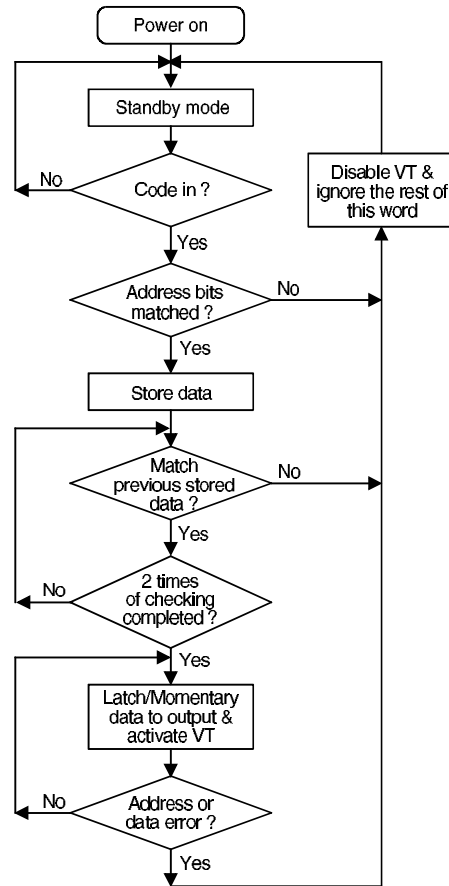 Power on
Standby mode
No
Code in ?
Disable VT &
ignore the rest of
this word
Yes
Address bits
matched ?
No
Yes
Store data
Match
previous stored
data ?
No
Yes
2 times
of checking
completed ?
No
Yes
Latch/Momentary
data to output &
activate VT
No
Address or
data error ?
Yes